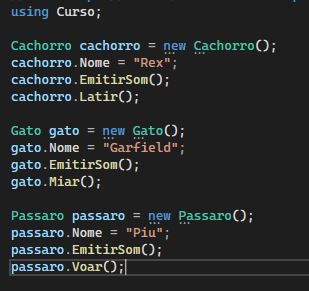 using Curso;
Cachorro cachorro = new Cachorro();
cachorro.Nome = "Rex";
cachorro.EmitirSom();
cachorro.Latir();
Gato gato = new Gato();
gato.Nome = "Garfield";
gato.EmitirSom();
gato.Miar();
Passaro passaro = new Passaro();
passaro.Nome = "Piu";
passaro.EmitirSom();
passaro.Voar();